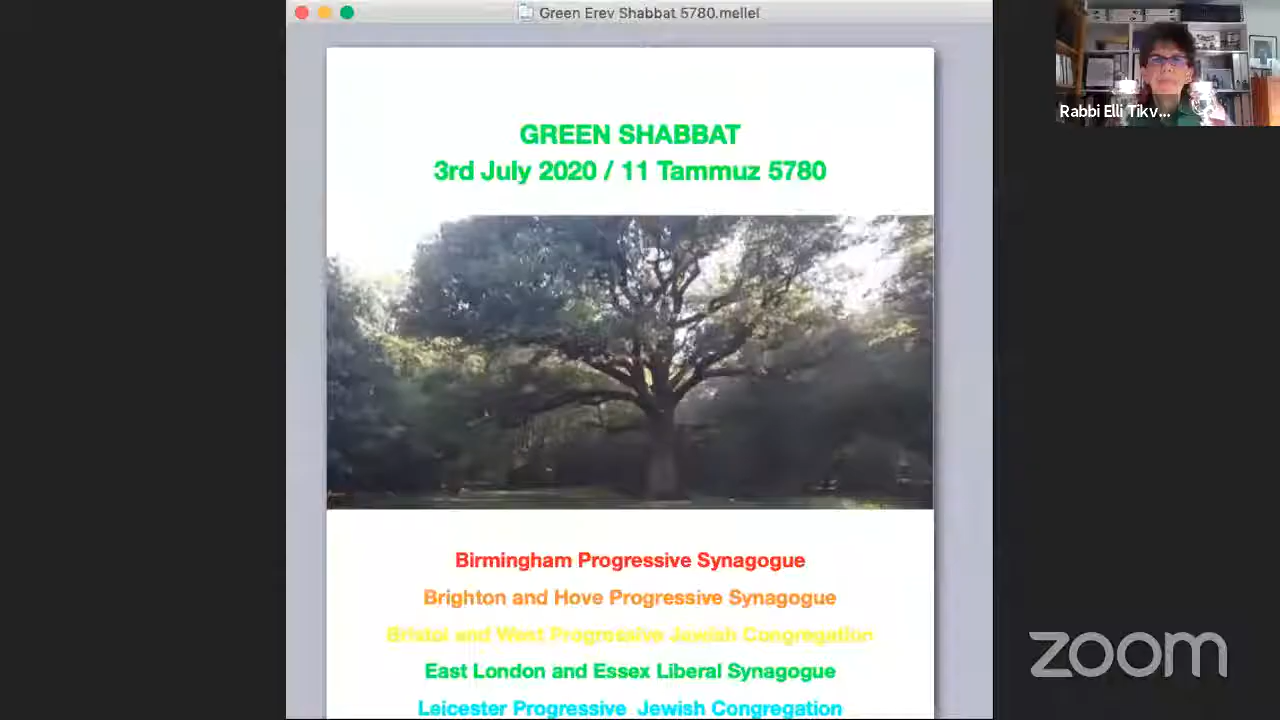 Green Erev Shabbat 5780.mellel
Rabbi Elli Tikv...
GREEN SHABBAT
3rd July 2020 / 11 Tammuz 5780
Birmingham Progressive Synagogue
Brighton and Hove Progressive Synagogue
Bristol and West Progressive Jewish Congregation
East London and Essex Liberal Synagogue
Leicester Progressive Jewish Congregation
zoom